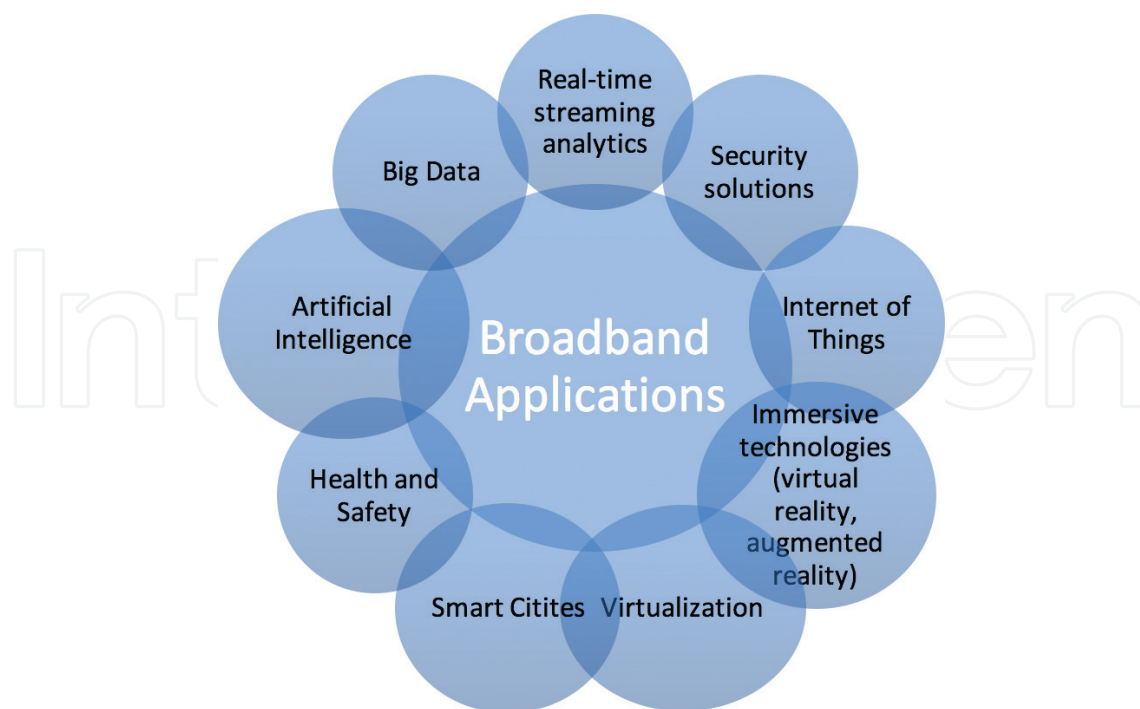 Real-time
streaming
analytics
Security
solutions
Internet of
Things
Immersive
technologies
(virtual
reality,
augmented
reality)
Virtualization
Smart Citites
Health and
Safety
Artificial
Intelligence
Big Data
Broadband
Applications